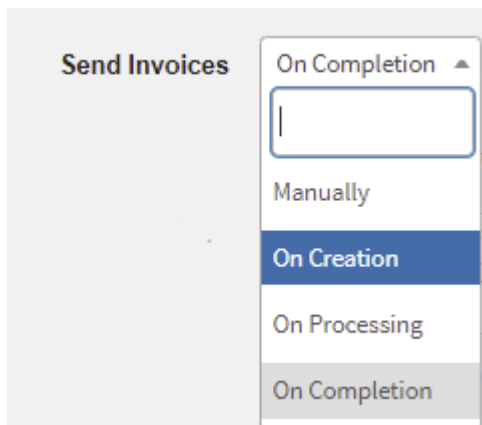 Send Invoices On Completion
Manually
On Creation
On Processing
On Completion